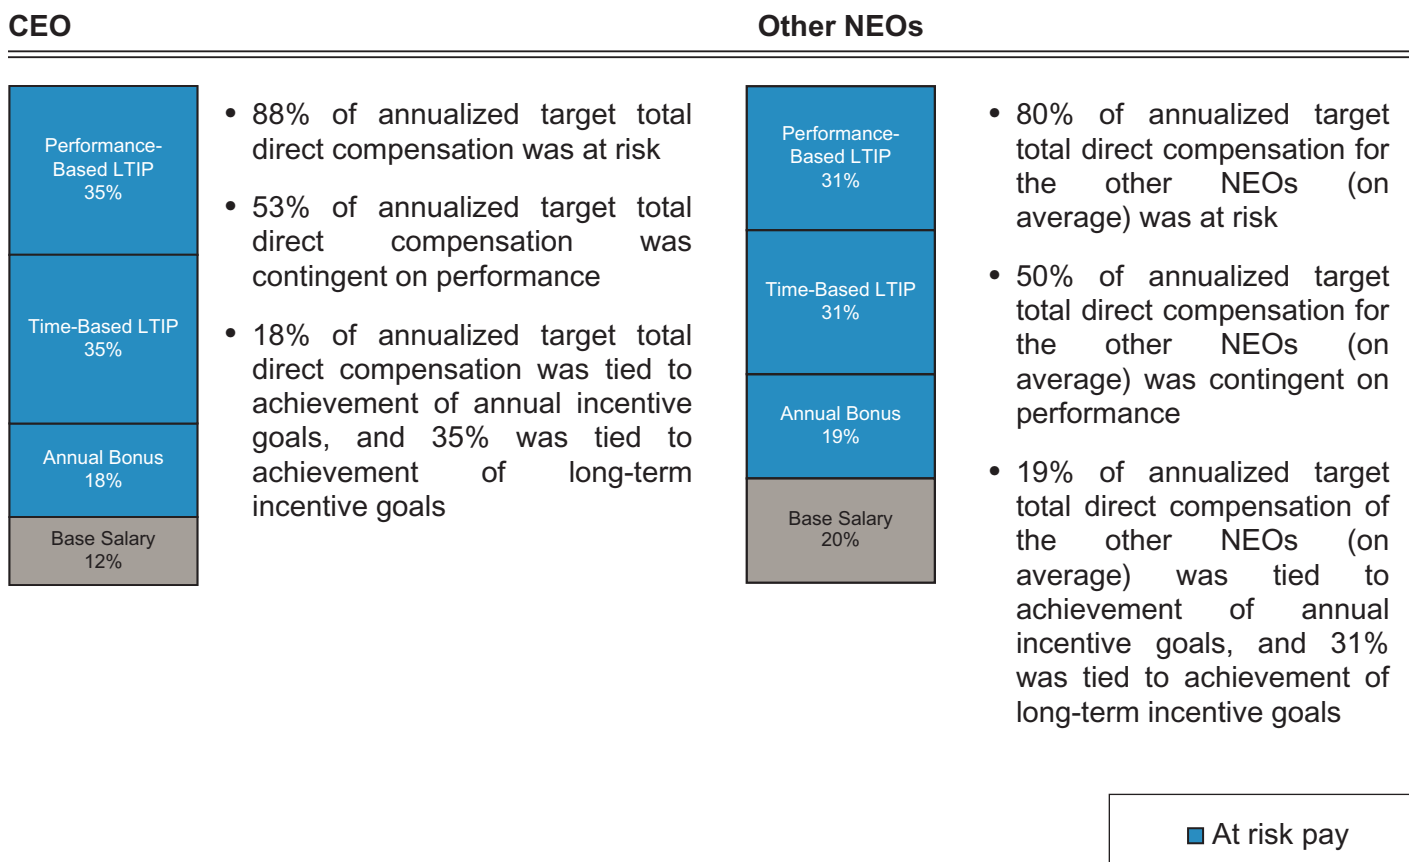 CEO
Performance-
Based LTIP
35%
Time-Based LTIP
35%
Annual Bonus
18%
Base Salary
12%
• 88% of annualized target total
direct compensation was at risk
• 53% of annualized target total
direct compensation was
contingent on performance
• 18% of annualized target total
direct compensation was tied to
achievement of annual incentive
goals, and 35% was tied to
achievement of long-term
incentive goals
Other NEOs
Performance-
Based LTIP
31%
Time-Based LTIP
31%
Annual Bonus
19%
Base Salary
20%
• 80% of annualized target
total direct compensation for
the other NEOs (on
average) was at risk
• 50% of annualized target
total direct compensation for
the other NEOs (on
average) was contingent on
performance
• 19% of annualized target
total direct compensation of
the other NEOs (on
average) was tied to
achievement of annual
incentive goals, and 31%
was tied to achievement of
long-term incentive goals
At risk pay